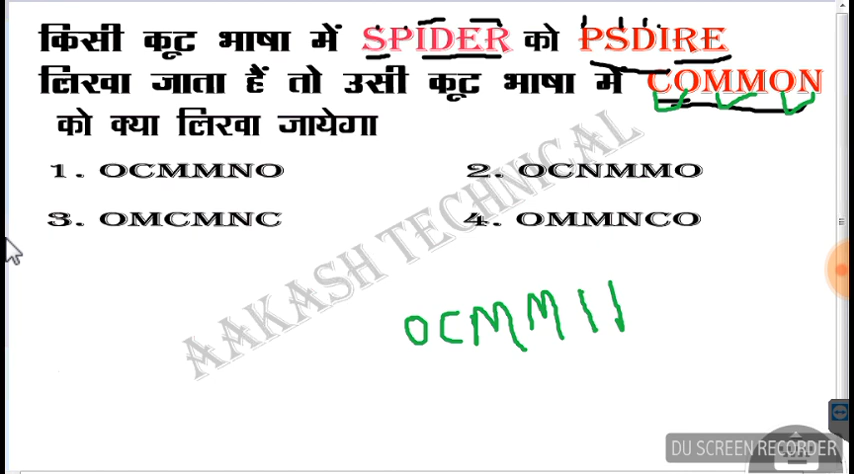 किसी कूट भाषा में SPIDER को PSDIRE
लिखा जाता हैं तो उसी कूट भाषा में COMMON
को क्या लिखा जायेगा
1. OCMMNO
2. OCNMMO
3. OMCMNC
4. OMMNCO
AAKASH TECHNICAL
OCMM
DU SCREEN RECORDER